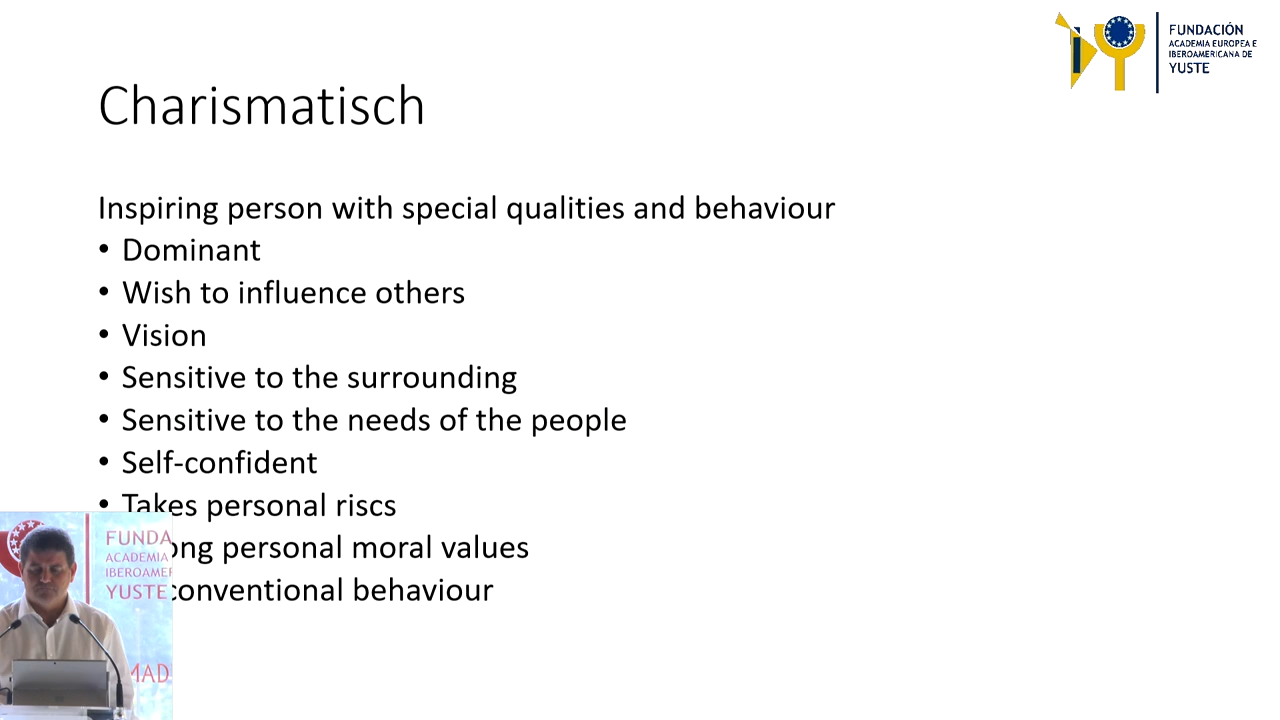 FUNDACIÓN
ACADEMIA EUROPEA E
IBEROAMERICANA DE
YUSTE
Charismatisch
Inspiring person with special qualities and behaviour
• Dominant
• Wish to influence others
• Vision
• Sensitive to the surrounding
• Sensitive to the needs of the people
• Self-confident
• Takes personal riscs
ong personal moral values
conventional behaviour
FUNDA
ACADEMIA
IBEROAMER
YUSTE
MAD